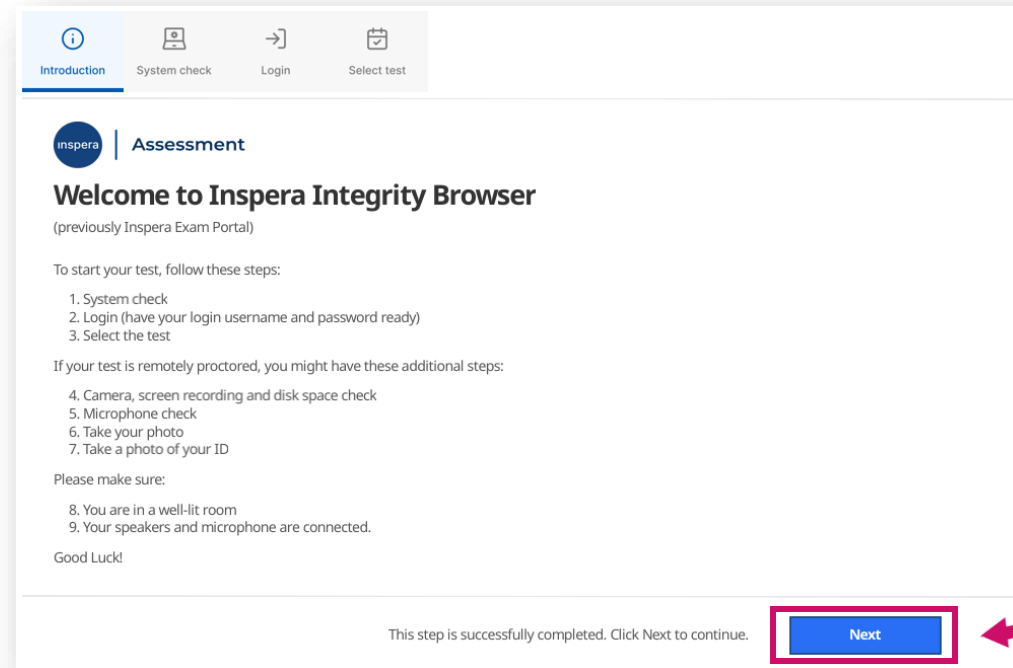 Introduction
System check
Login
Select test
inspera
Assessment
Welcome to Inspera Integrity Browser
(previously Inspera Exam Portal)
To start your test, follow these steps:
1. System check
2. Login (have your login username and password ready)
3. Select the test
If your test is remotely proctored, you might have these additional steps:
4. Camera, screen recording and disk space check
5. Microphone check
6. Take your photo
7. Take a photo of your ID
Please make sure:
8. You are in a well-lit room
9. Your speakers and microphone are connected.
Good Luck!
This step is successfully completed. Click Next to continue.
Next